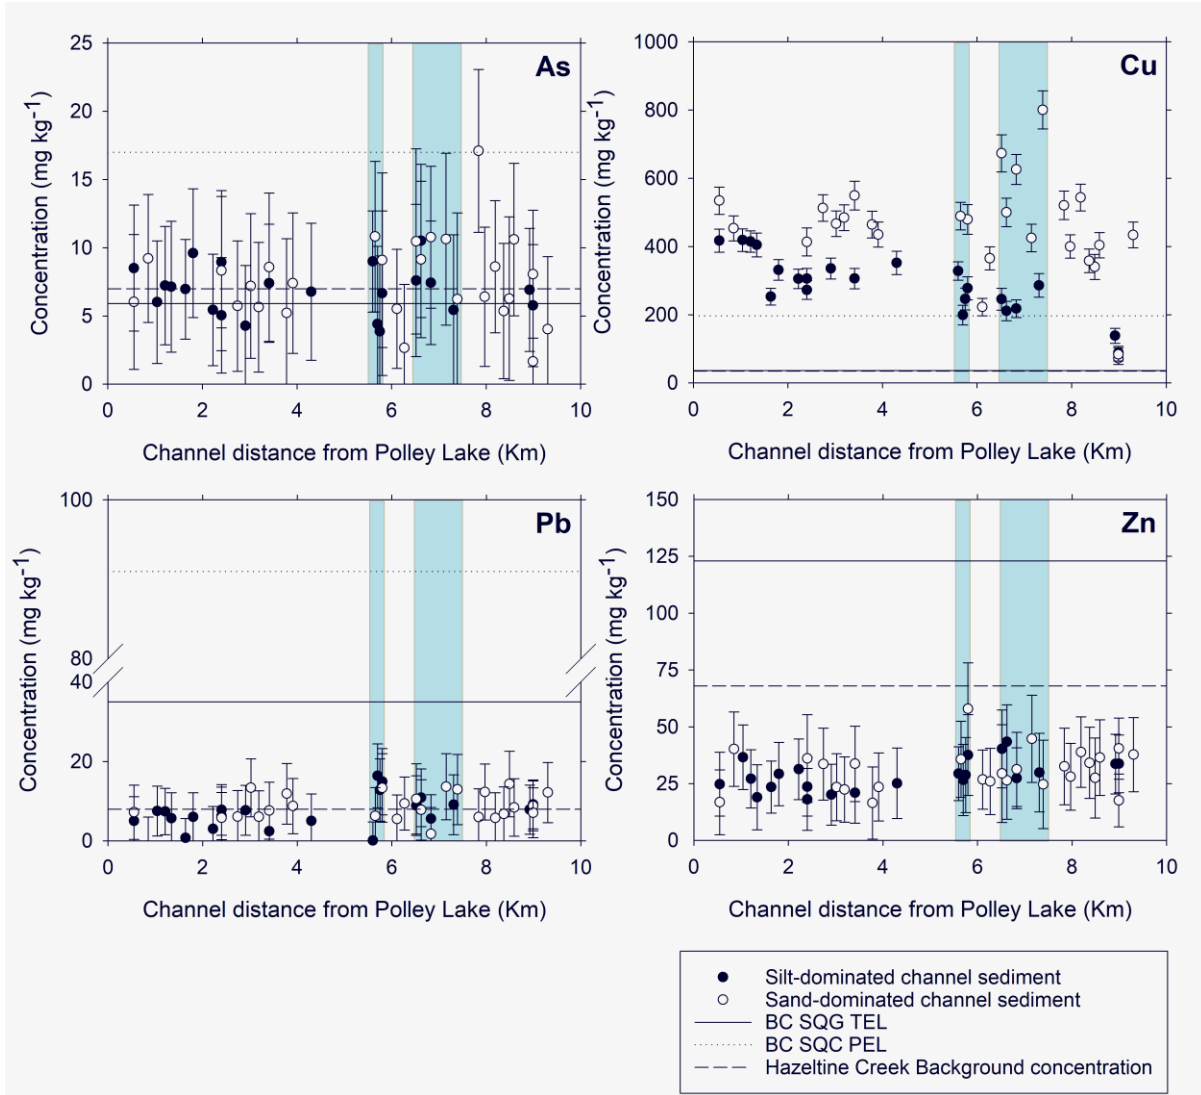 As
Concentration (mg kg-1)
25
20
15
10
5
0
0 2 4 6 8 10
Channel distance from Polley Lake (Km)
Cu
Concentration (mg kg-1)
1000
800
600
400
200
0
0 2 4 6 8 10
Channel distance from Polley Lake (Km)
Pb
Concentration (mg kg-1)
100
80
40
20
0
0 2 4 6 8 10
Channel distance from Polley Lake (Km)
Zn
Concentration (mg kg-1)
150
125
100
75
50
25
0
0 2 4 6 8 10
Channel distance from Polley Lake (Km)
Silt-dominated channel sediment
Sand-dominated channel sediment
BC SQG TEL
BC SQC PEL
Hazeltine Creek Background concentration